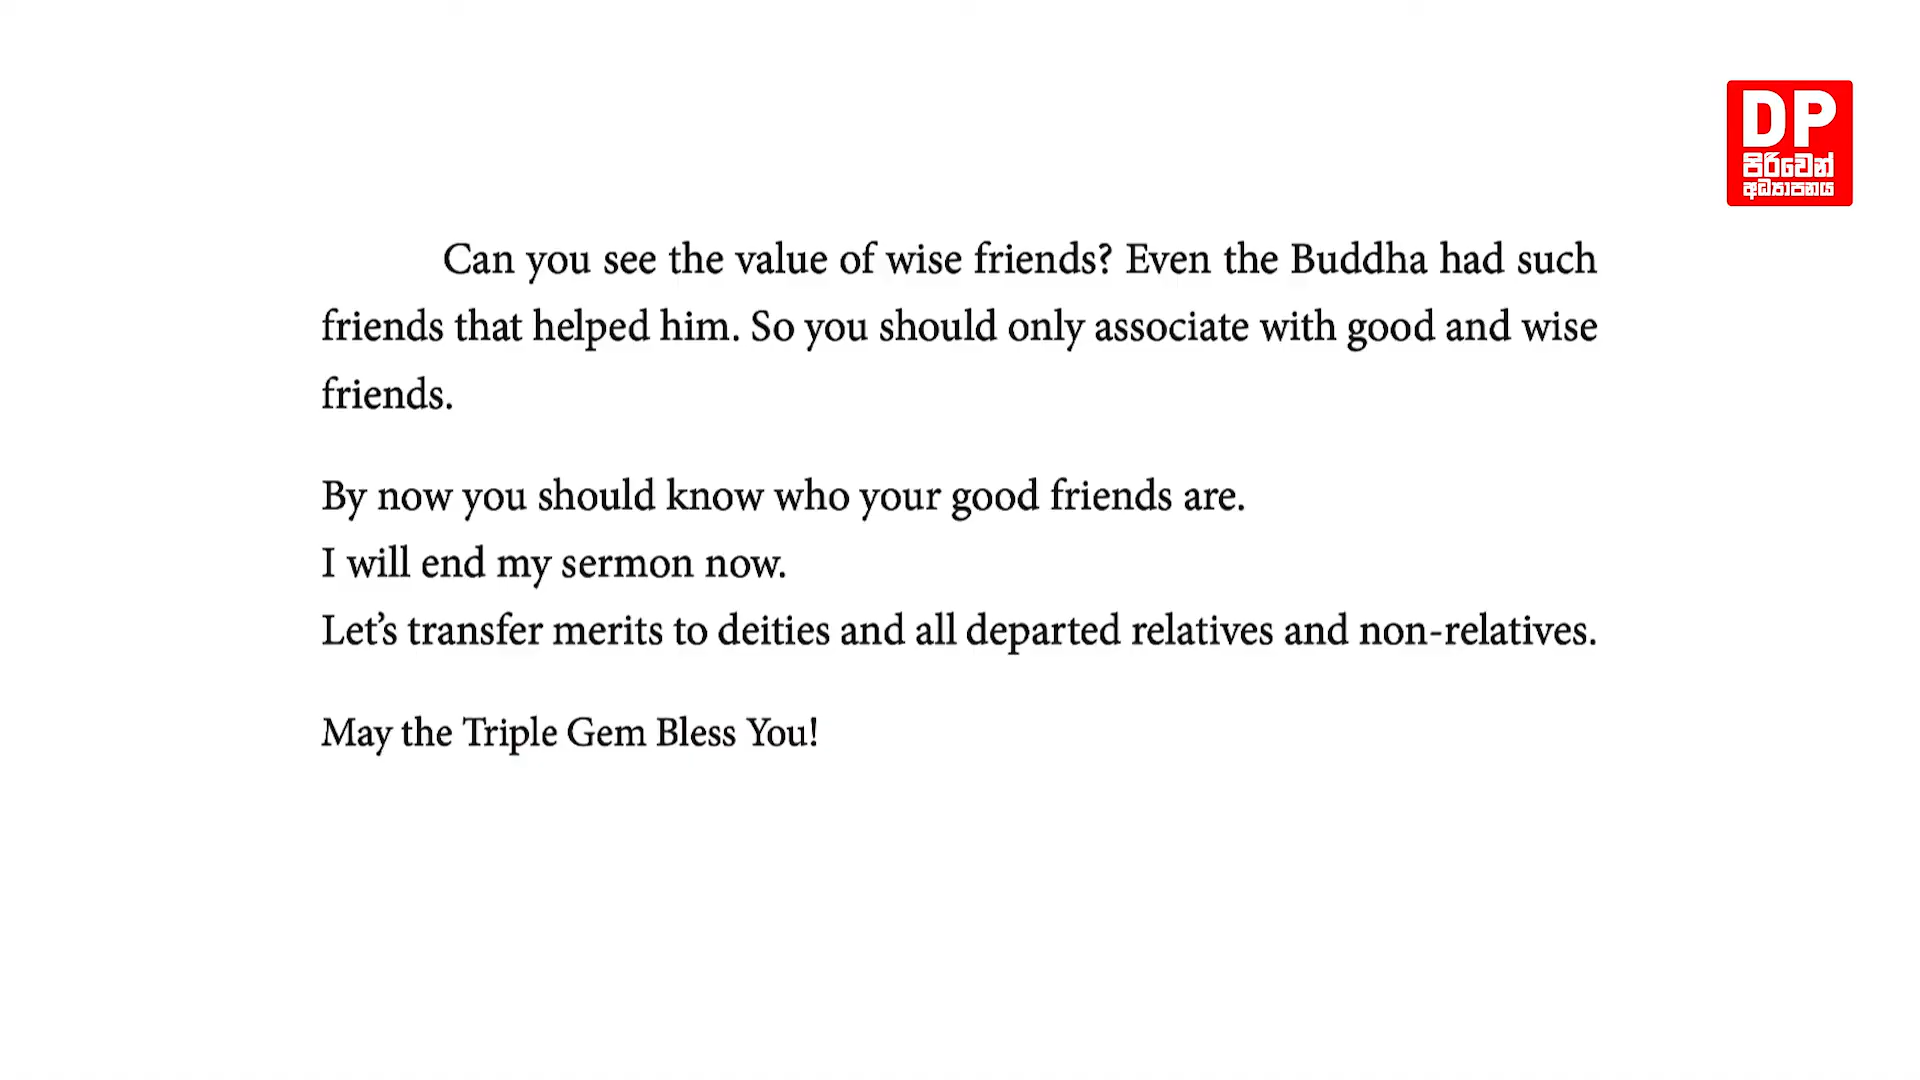 DP
පිරිවෙන්
අධ්‍යාපනය
Can you see the value of wise friends? Even the Buddha had such
friends that helped him. So you should only associate with good and wise
friends.
By now you should know who your good friends are.
I will end my sermon now.
Let’s transfer merits to deities and all departed relatives and non-relatives.
May the Triple Gem Bless You!